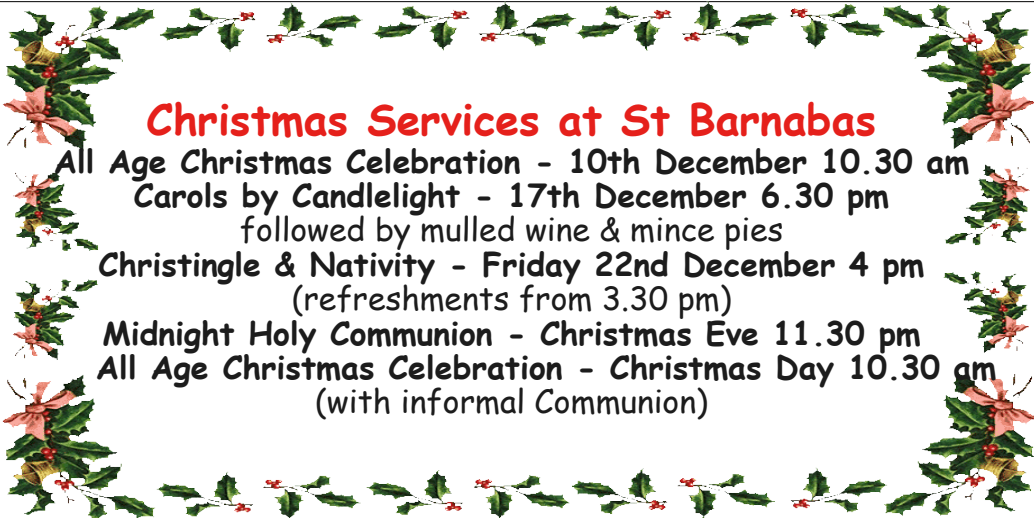 Christmas Services at St Barnabas
All Age Christmas Celebration - 10th December 10.30 am
Carols by Candlelight - 17th December 6.30 pm
followed by mulled wine & mince pies
Christingle & Nativity - Friday 22nd December 4 pm
(refreshments from 3.30 pm)
Midnight Holy Communion - Christmas Eve 11.30 pm
All Age Christmas Celebration - Christmas Day 10.30 am
(with informal Communion)